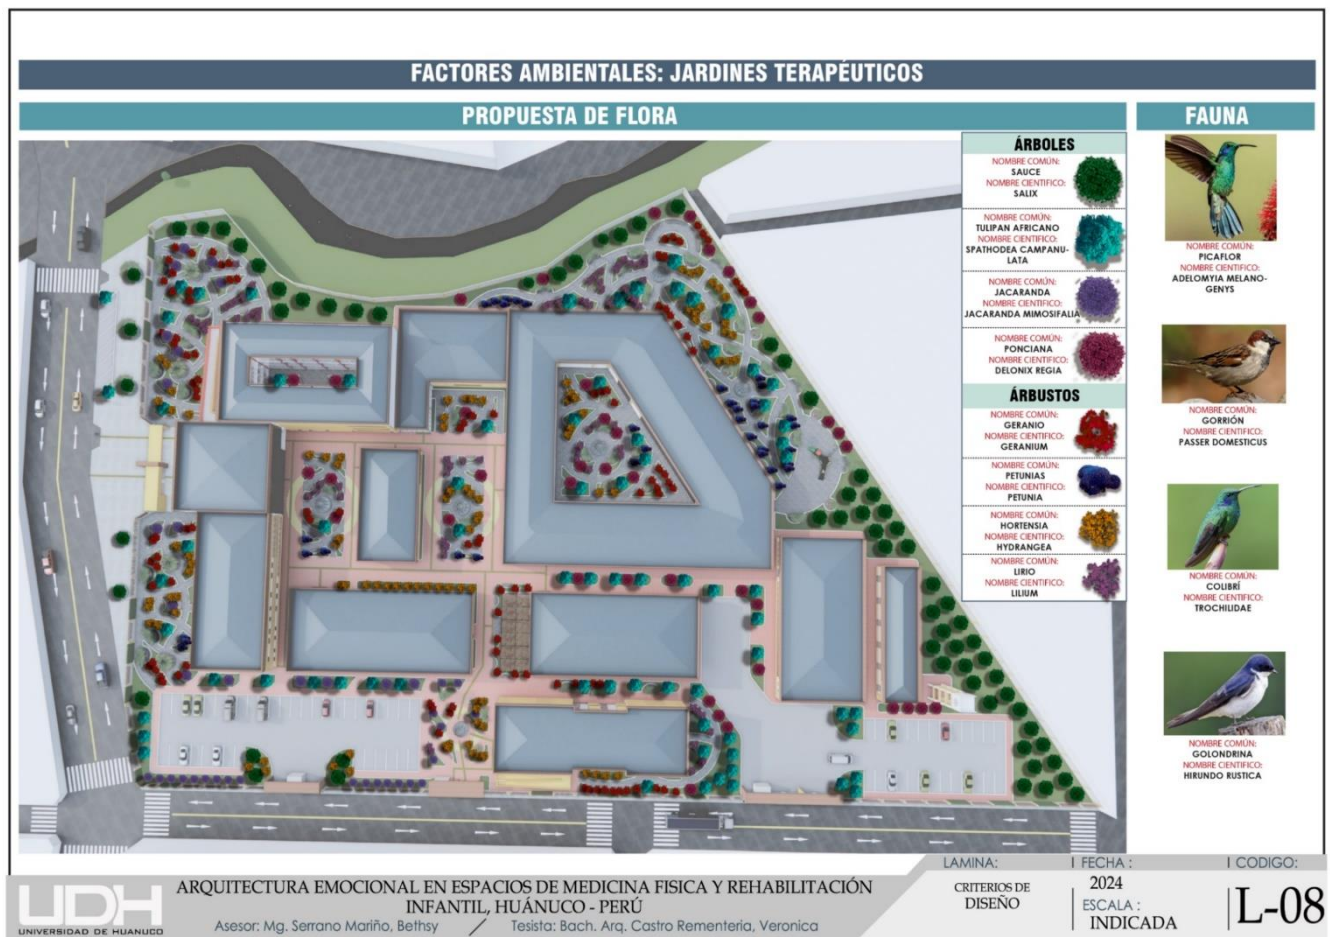 FACTORES AMBIENTALES: JARDINES TERAPÉUTICOS
PROPUESTA DE FLORA
FAUNA
ÁRBOLES
NOMBRE COMÚN:
SAUCE
NOMBRE CIENTIFICO:
SALIX
NOMBRE COMÚN:
TULIPAN AFRICANO
NOMBRE CIENTIFICO:
SPATHODEA CAMPANU-
LATA
NOMBRE COMÚN:
JACARANDA
NOMBRE CIENTIFICO:
JACARANDA MIMOSIFALIA
NOMBRE COMÚN:
PONCIANA
NOMBRE CIENTIFICO:
DELONIX REGIA
ÁRBUSTOS
NOMBRE COMÚN:
GERANIO
NOMBRE CIENTIFICO:
GERANIUM
NOMBRE COMÚN:
PETUNIAS
NOMBRE CIENTIFICO:
PETUNIA
NOMBRE COMÚN:
HORTENSIA
NOMBRE CIENTIFICO:
HYDRANGEA
NOMBRE COMÚN:
LIRIO
NOMBRE CIENTIFICO:
LILIUM
NOMBRE COMÚN:
PICAFLOR
NOMBRE CIENTIFICO:
ADELOMYIA MELANO-
GENYS
NOMBRE COMÚN:
GORRIÓN
NOMBRE CIENTIFICO:
PASSER DOMESTICUS
NOMBRE COMÚN:
COLIBRÍ
NOMBRE CIENTIFICO:
TROCHILIDAE
NOMBRE COMÚN:
GOLONDRINA
NOMBRE CIENTIFICO:
HIRUNDO RUSTICA
UDH
UNIVERSIDAD DE HUANUCO
ARQUITECTURA EMOCIONAL EN ESPACIOS DE MEDICINA FISICA Y REHABILITACIÓN
INFANTIL, HUÁNUCO - PERÚ
Asesor: Mg. Serrano Mariño, Bethsy / Tesista: Bach. Arq. Castro Rementeria, Veronica
LAMINA:
CRITERIOS DE
DISEÑO
FECHA :
2024
ESCALA :
INDICADA
CODIGO:
L-08